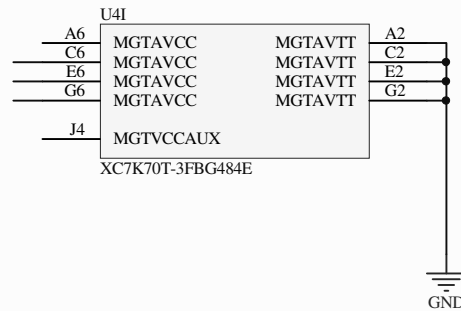 U4I
A6 MGTAVCC MGTAVTT A2
C6 MGTAVCC MGTAVTT C2
E6 MGTAVCC MGTAVTT E2
G6 MGTAVCC MGTAVTT G2
J4 MGTVCCAUX
XC7K70T-3FBG484E
GND